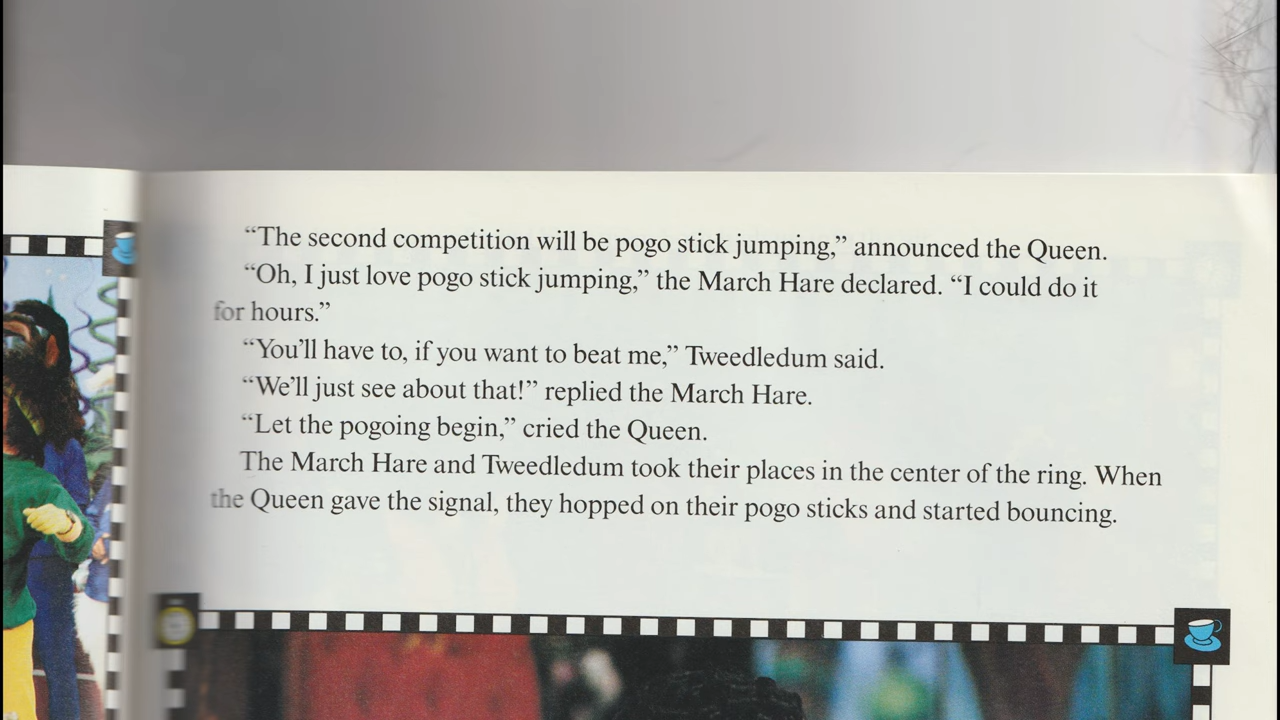 “The second competition will be pogo stick jumping,” announced the Queen.
“Oh, I just love pogo stick jumping,” the March Hare declared. “I could do it
for hours.”
“You’ll have to, if you want to beat me,” Tweedledum said.
“We’ll just see about that!” replied the March Hare.
“Let the pogoing begin,” cried the Queen.
The March Hare and Tweedledum took their places in the center of the ring. When
the Queen gave the signal, they hopped on their pogo sticks and started bouncing.